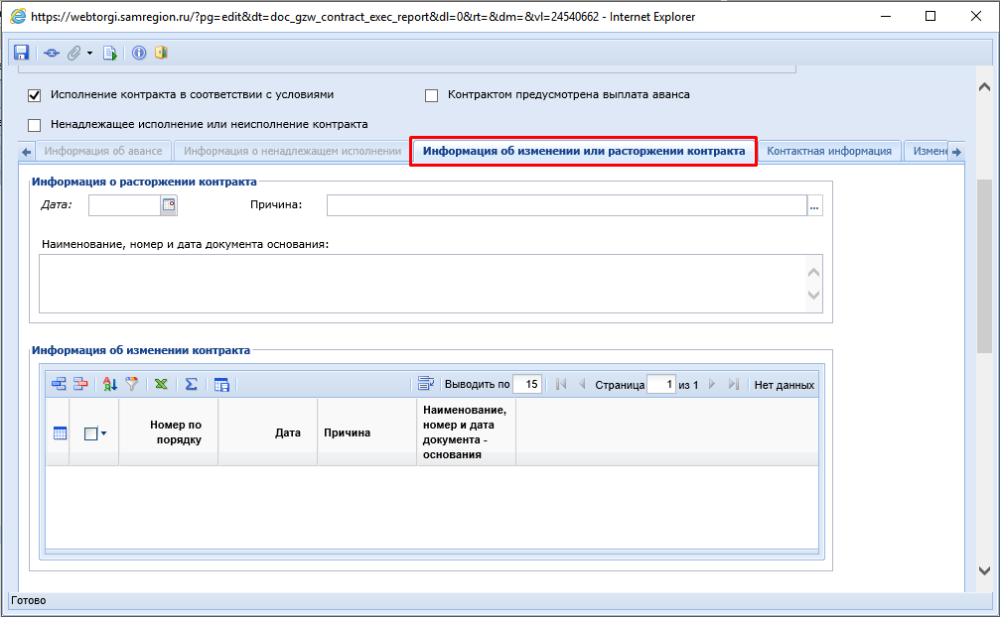 https://webtorgi.samregion.ru/?pg=edit&dt=doc_gzw_contract_exec_report&dl=0&rt=&dm=&vl=24540662 - Internet Explorer
Исполнение контракта в соответствии с условиями
Контрактом предусмотрена выплата аванса
Ненадлежащее исполнение или неисполнение контракта
Информация об авансе
Информация о ненадлежащем исполнении
Информация об изменении или расторжении контракта
Контактная информация
Измене
Информация о расторжении контракта
Дата:
Причина:
...
Наименование, номер и дата документа основания:
Информация об изменении контракта
Выводить по 15
Страница 1 из 1
Нет данных
Номер по
порядку
Дата
Причина
Наименование,
номер и дата
документа -
основания
Готово